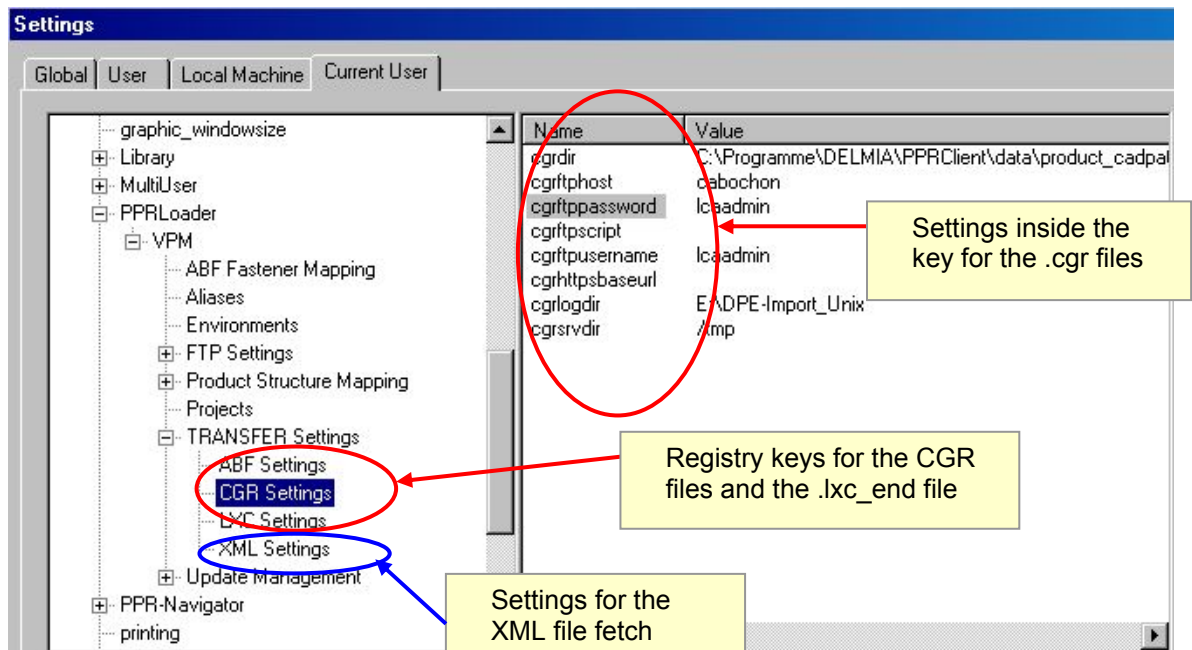 Settings
Global User Local Machine Current User
graphic_windowsize
Library
MultiUser
PPRLoader
VPM
ABF Fastener Mapping
Aliases
Environments
FTP Settings
Product Structure Mapping
Projects
TRANSFER Settings
ABF Settings
CGR Settings
LXC Settings
XML Settings
Update Management
PPR-Navigator
printing
Name Value
cgrdir C:\Programme\DELMIA\PPRClient\data\product_cadpa
cgrftphost cabochon
cgrftppassword lcaadmin
cgrftpscript
cgrftpusername lcaadmin
cgrhttpsbaseurl
cgrlogdir E:\DPE-Import_Unix
cgrsrvdir /tmp
Settings inside the
key for the .cgr files
Registry keys for the CGR
files and the .lxc_end file
Settings for the
XML file fetch